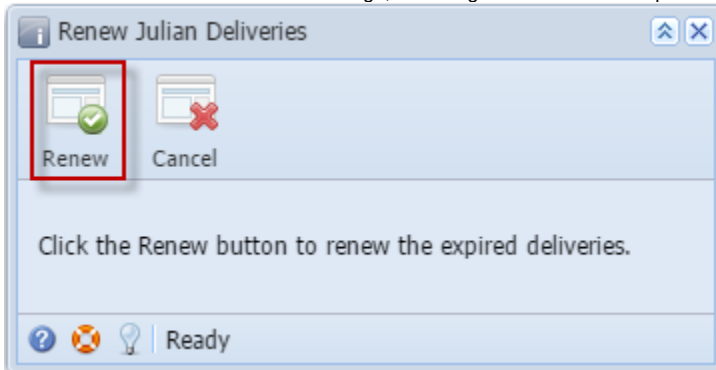 Renew Julian Deliveries
Renew
Cancel
Click the Renew button to renew the expired deliveries.
Ready